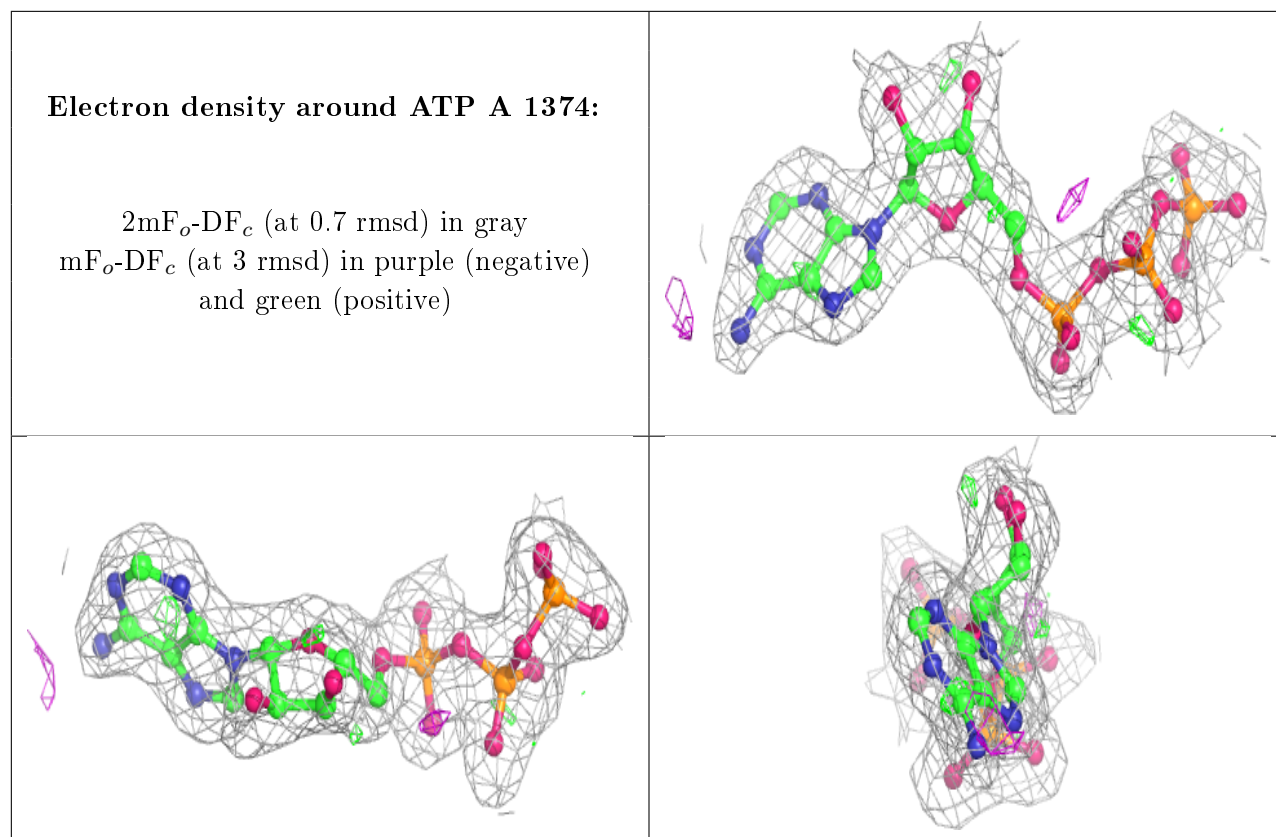 Electron density around ATP A 1374:
2mFₒ-DF𝒸 (at 0.7 rmsd) in gray
mFₒ-DF𝒸 (at 3 rmsd) in purple (negative)
and green (positive)